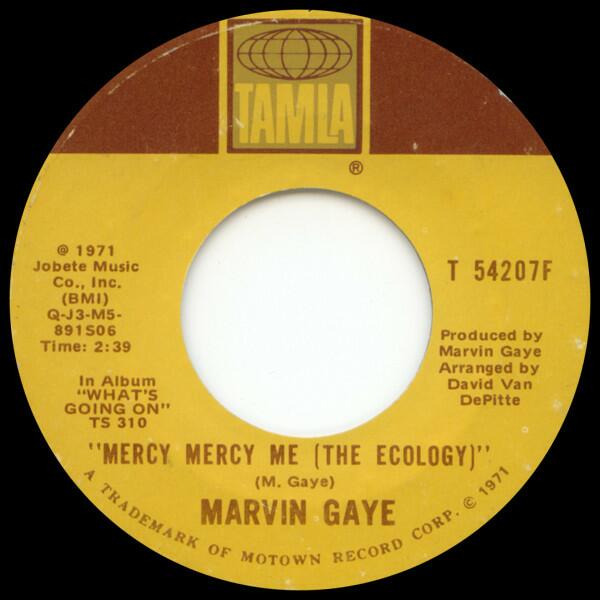 TAMLA
®
℗ 1971
Jobete Music
Co., Inc.
(BMI)
Q-J3-M5-
891S06
Time: 2:39
In Album
"WHAT'S
GOING ON"
TS 310
T 54207F
Produced by
Marvin Gaye
Arranged by
David Van
DePitte
"MERCY MERCY ME (THE ECOLOGY)"
(M. Gaye)
MARVIN GAYE
A TRADEMARK OF MOTOWN RECORD CORP. © 1971